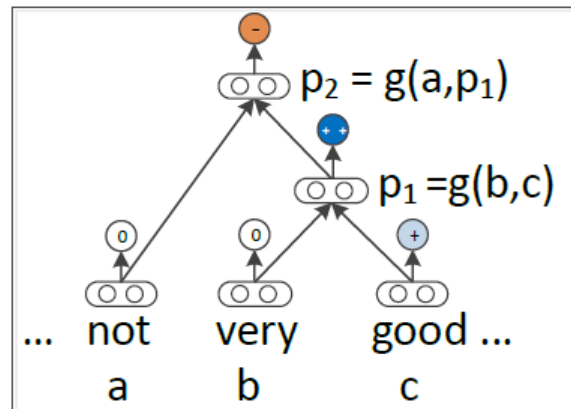 -
p₂ = g(a,p₁)
+ +
p₁ =g(b,c)
0 0 +
... not very good ...
a b c